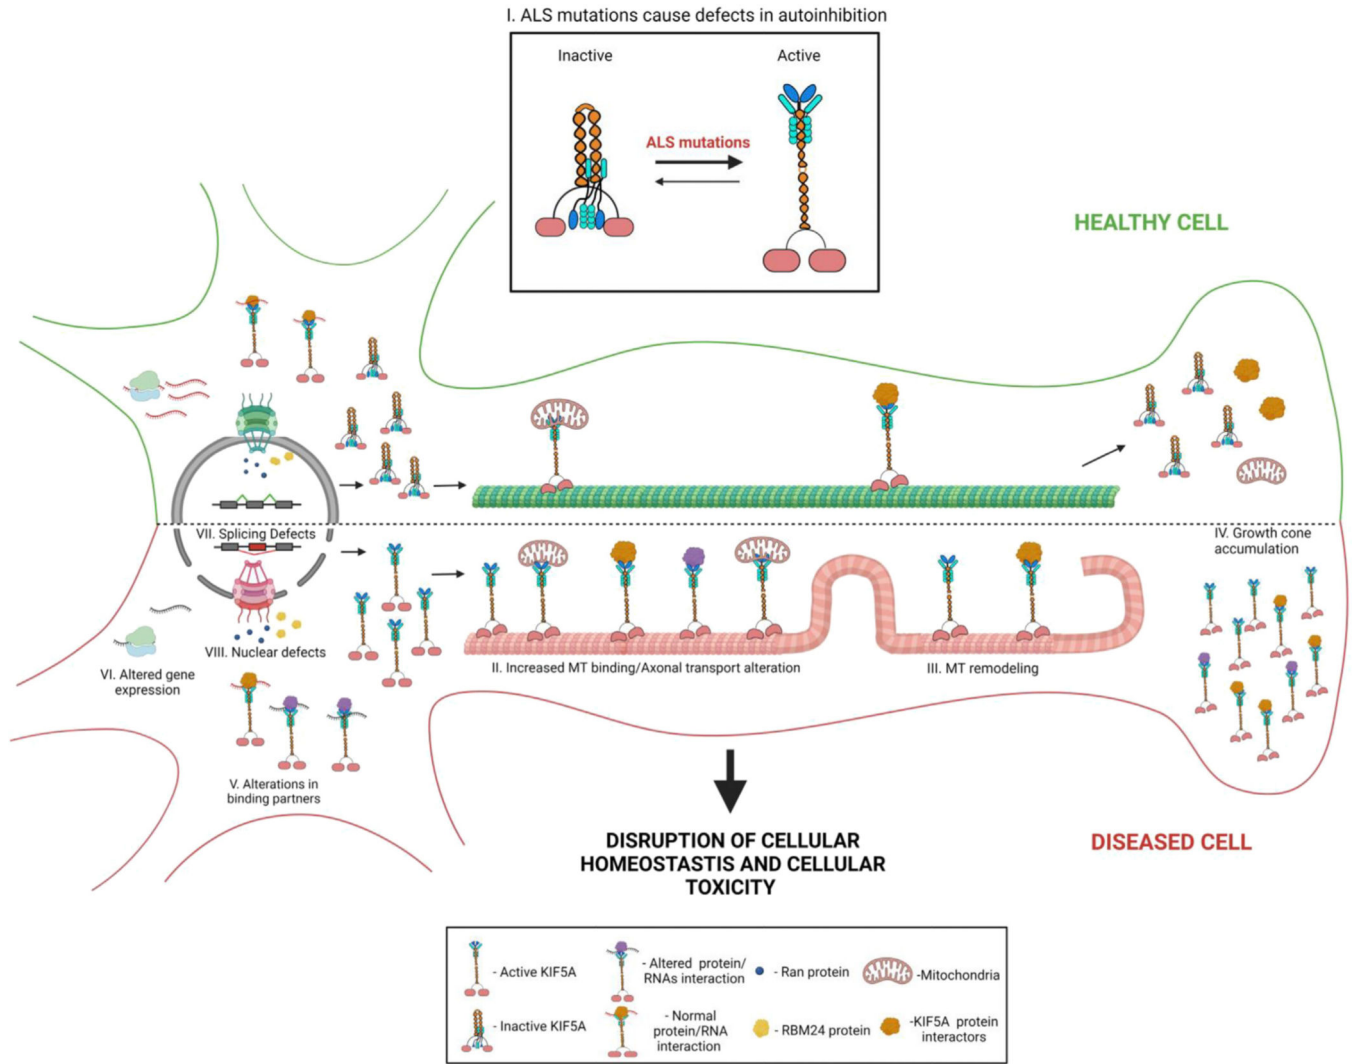 I. ALS mutations cause defects in autoinhibition
Inactive
Active
ALS mutations
HEALTHY CELL
VII. Splicing Defects
IV. Growth cone
accumulation
VIII. Nuclear defects
VI. Altered gene
expression
II. Increased MT binding/Axonal transport alteration
III. MT remodeling
V. Alterations in
binding partners
DISRUPTION OF CELLULAR
HOMEOSTASTIS AND CELLULAR
TOXICITY
DISEASED CELL
- Active KIF5A
- Altered protein/
RNAs interaction
- Ran protein
-Mitochondria
- Inactive KIF5A
- Normal
protein/RNA
interaction
- RBM24 protein
-KIF5A protein
interactors